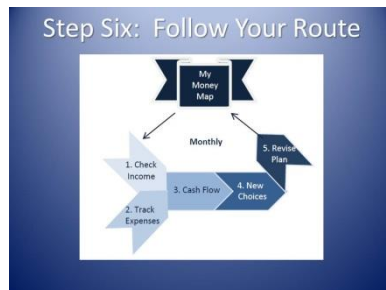 Step Six: Follow Your Route
My
Money
Map
Monthly
1. Check
Income
2. Track
Expenses
3. Cash Flow
4. New
Choices
5. Revise
Plan